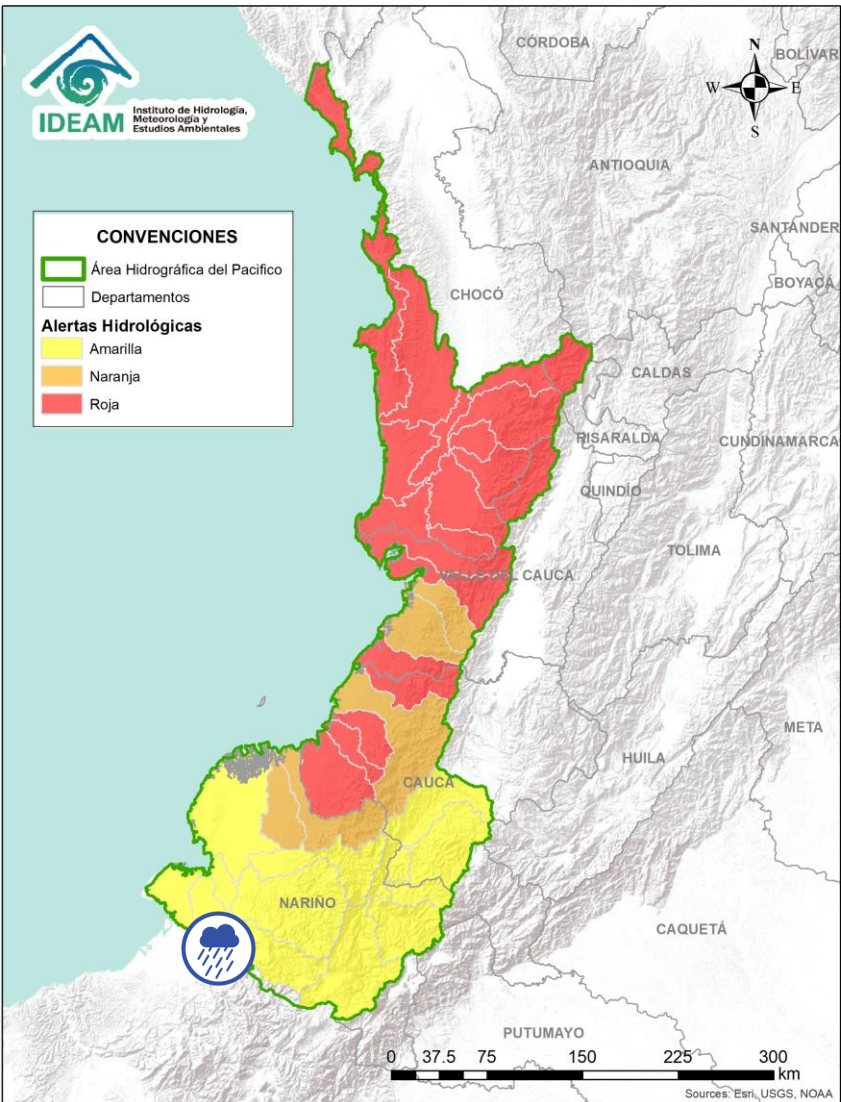 IDEAM
Instituto de Hidrología,
Meteorología y
Estudios Ambientales
N
W
E
S
CÓRDOBA
BOLÍVAR
ANTIOQUIA
SANTANDER
BOYACÁ
CHOCÓ
CONVENCIONES
Área Hidrográfica del Pacifico
Departamentos
Alertas Hidrológicas
Amarilla
Naranja
Roja
CALDAS
RISARALDA
CUNDINAMARCA
QUINDÍO
TOLIMA
VALLE DEL CAUCA
META
HUILA
CAUCA
NARIÑO
CAQUETÁ
PUTUMAYO
0 37.5 75 150 225 300
km
Sources: Esri, USGS, NOAA